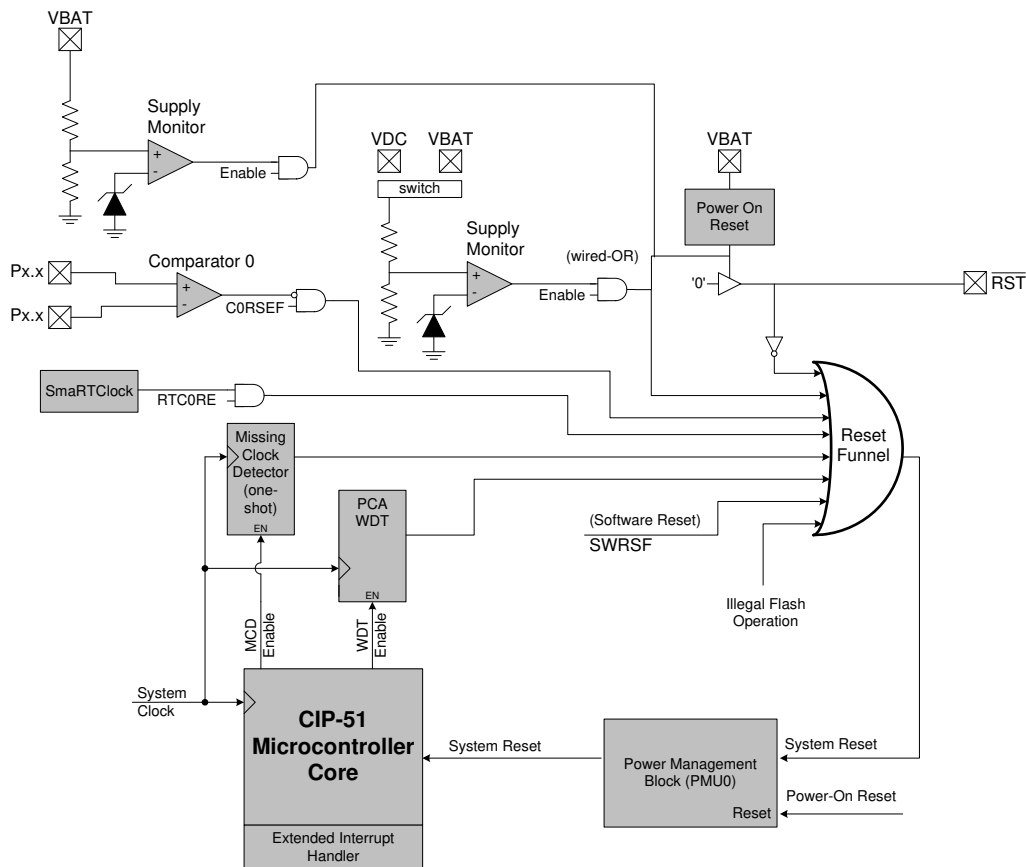 VBAT
Supply
Monitor
Enable
+
-
VDC
VBAT
switch
Supply
Monitor
(wired-OR)
Enable
+
-
VBAT
Power On
Reset
'0'
RST
Px.x
Px.x
Comparator 0
+
-
C0RSEF
SmaRTClock
RTC0RE
Missing
Clock
Detector
(one-
shot)
EN
PCA
WDT
EN
Reset
Funnel
(Software Reset)
SWRSF
Illegal Flash
Operation
MCD
Enable
WDT
Enable
System
Clock
CIP-51
Microcontroller
Core
Extended Interrupt
Handler
System Reset
Power Management
Block (PMU0)
Reset
System Reset
Power-On Reset